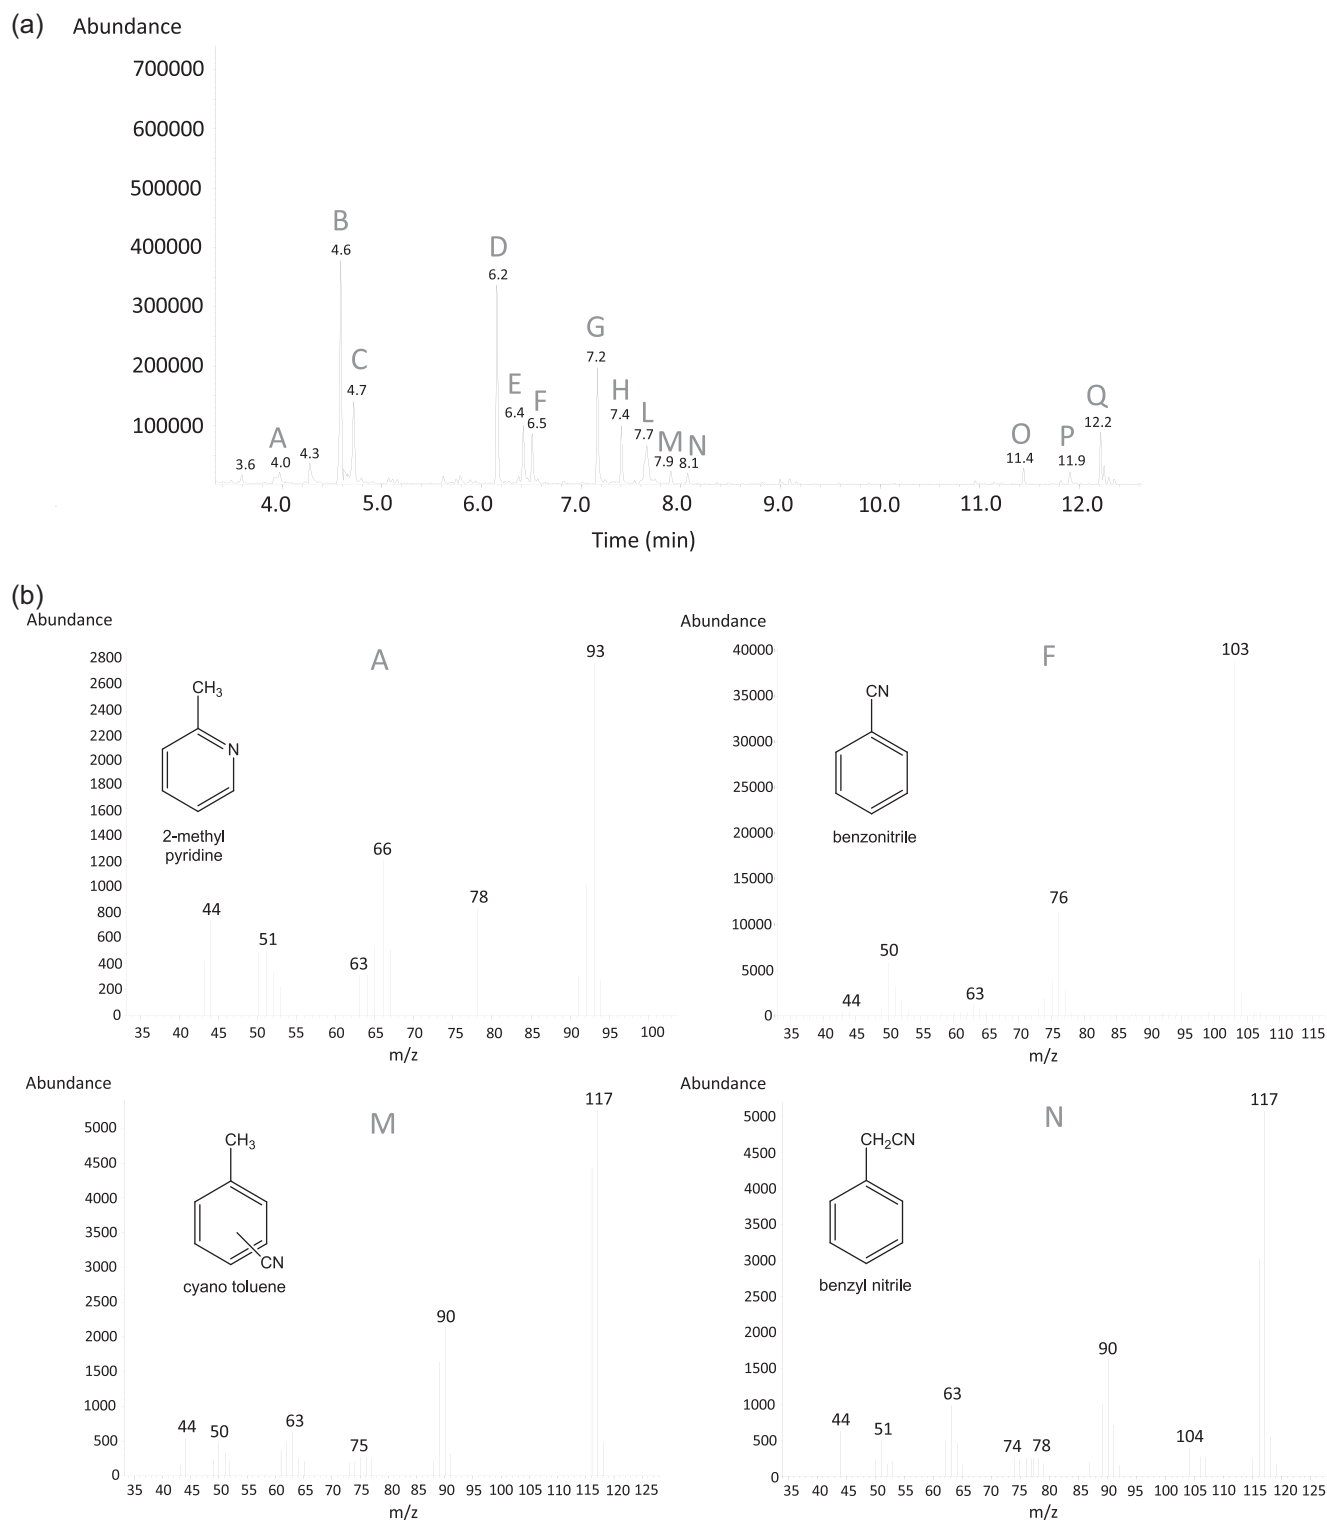 (a) Abundance
700000
600000
500000
400000
300000
200000
100000
3.6
A
4.0
4.3
B
4.6
C
4.7
D
6.2
E
6.4
F
6.5
G
7.2
H
7.4
L
7.7
M
7.9
N
8.1
O
11.4
P
11.9
Q
12.2
4.0 5.0 6.0 7.0 8.0 9.0 10.0 11.0 12.0
Time (min)
(b)
Abundance
A
2800
2600
2400
2200
2000
1800
1600
1400
1200
1000
800
600
400
200
0
CH3
N
2-methyl
pyridine
44
51
63
66
78
93
35 40 45 50 55 60 65 70 75 80 85 90 95 100
m/z
Abundance
F
40000
35000
30000
25000
20000
15000
10000
5000
0
CN
benzonitrile
44
50
63
76
103
35 40 45 50 55 60 65 70 75 80 85 90 95 100 105 110 115
m/z
Abundance
M
5000
4500
4000
3500
3000
2500
2000
1500
1000
500
0
CH3
CN
cyano toluene
44
50
63
75
90
117
35 40 45 50 55 60 65 70 75 80 85 90 95 100 105 110 115 120 125
m/z
Abundance
N
5000
4500
4000
3500
3000
2500
2000
1500
1000
500
0
CH2CN
benzyl nitrile
44
51
63
74
78
90
104
117
35 40 45 50 55 60 65 70 75 80 85 90 95 100 105 110 115 120 125
m/z